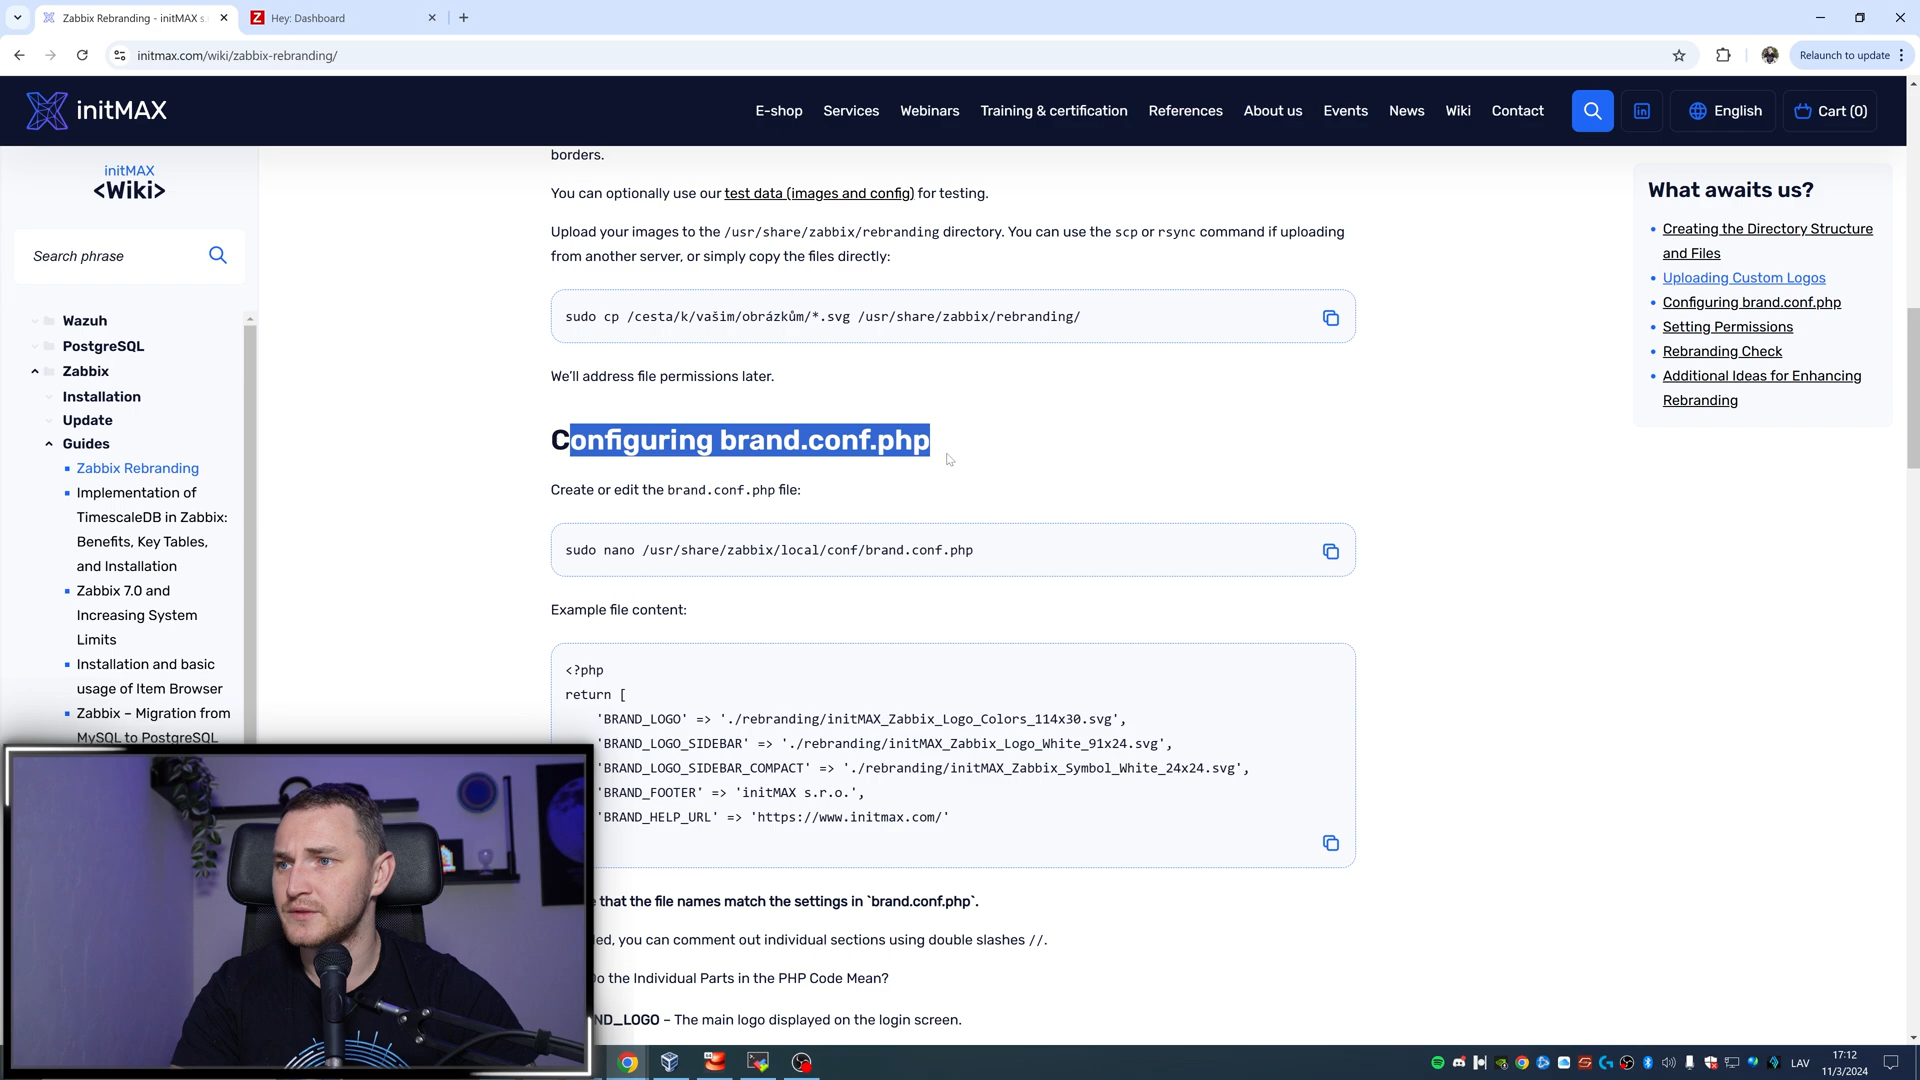 Zabbix Rebranding - initMAX s
Hey: Dashboard
initmax.com/wiki/zabbix-rebranding/
Relaunch to update
initMAX
E-shop
Services
Webinars
Training & certification
References
About us
Events
News
Wiki
Contact
English
Cart (0)
initMAX
<Wiki>
Search phrase
Wazuh
PostgreSQL
Zabbix
Installation
Update
Guides
Zabbix Rebranding
Implementation of
TimescaleDB in Zabbix:
Benefits, Key Tables,
and Installation
Zabbix 7.0 and
Increasing System
Limits
Installation and basic
usage of Item Browser
Zabbix – Migration from
MySQL to PostgreSQL
borders.
You can optionally use our test data (images and config) for testing.
Upload your images to the /usr/share/zabbix/rebranding directory. You can use the scp or rsync command if uploading
from another server, or simply copy the files directly:
sudo cp /cesta/k/vašim/obrázkům/*.svg /usr/share/zabbix/rebranding/
We'll address file permissions later.
Configuring brand.conf.php
Create or edit the brand.conf.php file:
sudo nano /usr/share/zabbix/local/conf/brand.conf.php
Example file content:
<?php
return [
'BRAND_LOGO' => './rebranding/initMAX_Zabbix_Logo_Colors_114x30.svg',
'BRAND_LOGO_SIDEBAR' => './rebranding/initMAX_Zabbix_Logo_White_91x24.svg',
'BRAND_LOGO_SIDEBAR_COMPACT' => './rebranding/initMAX_Zabbix_Symbol_White_24x24.svg',
'BRAND_FOOTER' => 'initMAX s.r.o.',
'BRAND_HELP_URL' => 'https://www.initmax.com/'
that the file names match the settings in `brand.conf.php`.
you can comment out individual sections using double slashes //.
the Individual Parts in the PHP Code Mean?
ND_LOGO – The main logo displayed on the login screen.
What awaits us?
Creating the Directory Structure
and Files
Uploading Custom Logos
Configuring brand.conf.php
Setting Permissions
Rebranding Check
Additional Ideas for Enhancing
Rebranding
LAV
17:12
11/3/2024